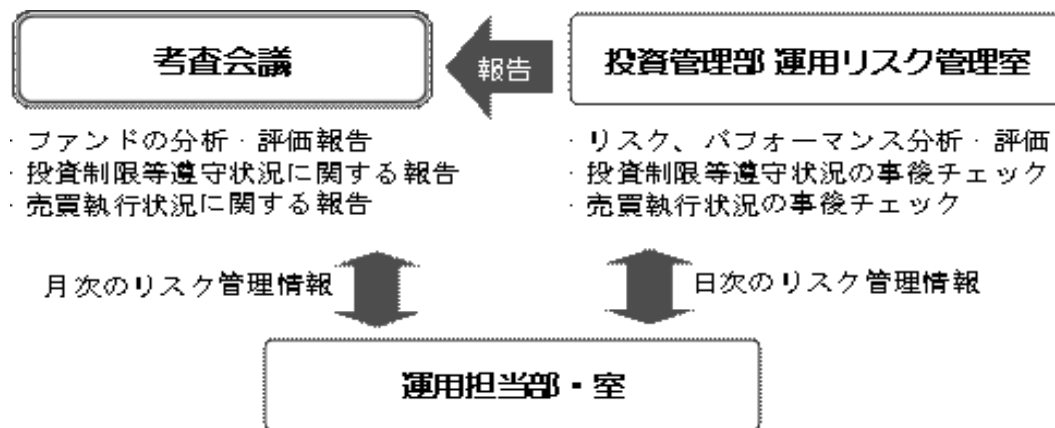 考査会議
報告
投資管理部 運用リスク管理室
・ファンドの分析・評価報告
・投資制限等遵守状況に関する報告
・売買執行状況に関する報告
・リスク、パフォーマンス分析・評価
・投資制限等遵守状況の事後チェック
・売買執行状況の事後チェック
月次のリスク管理情報
日次のリスク管理情報
運用担当部・室